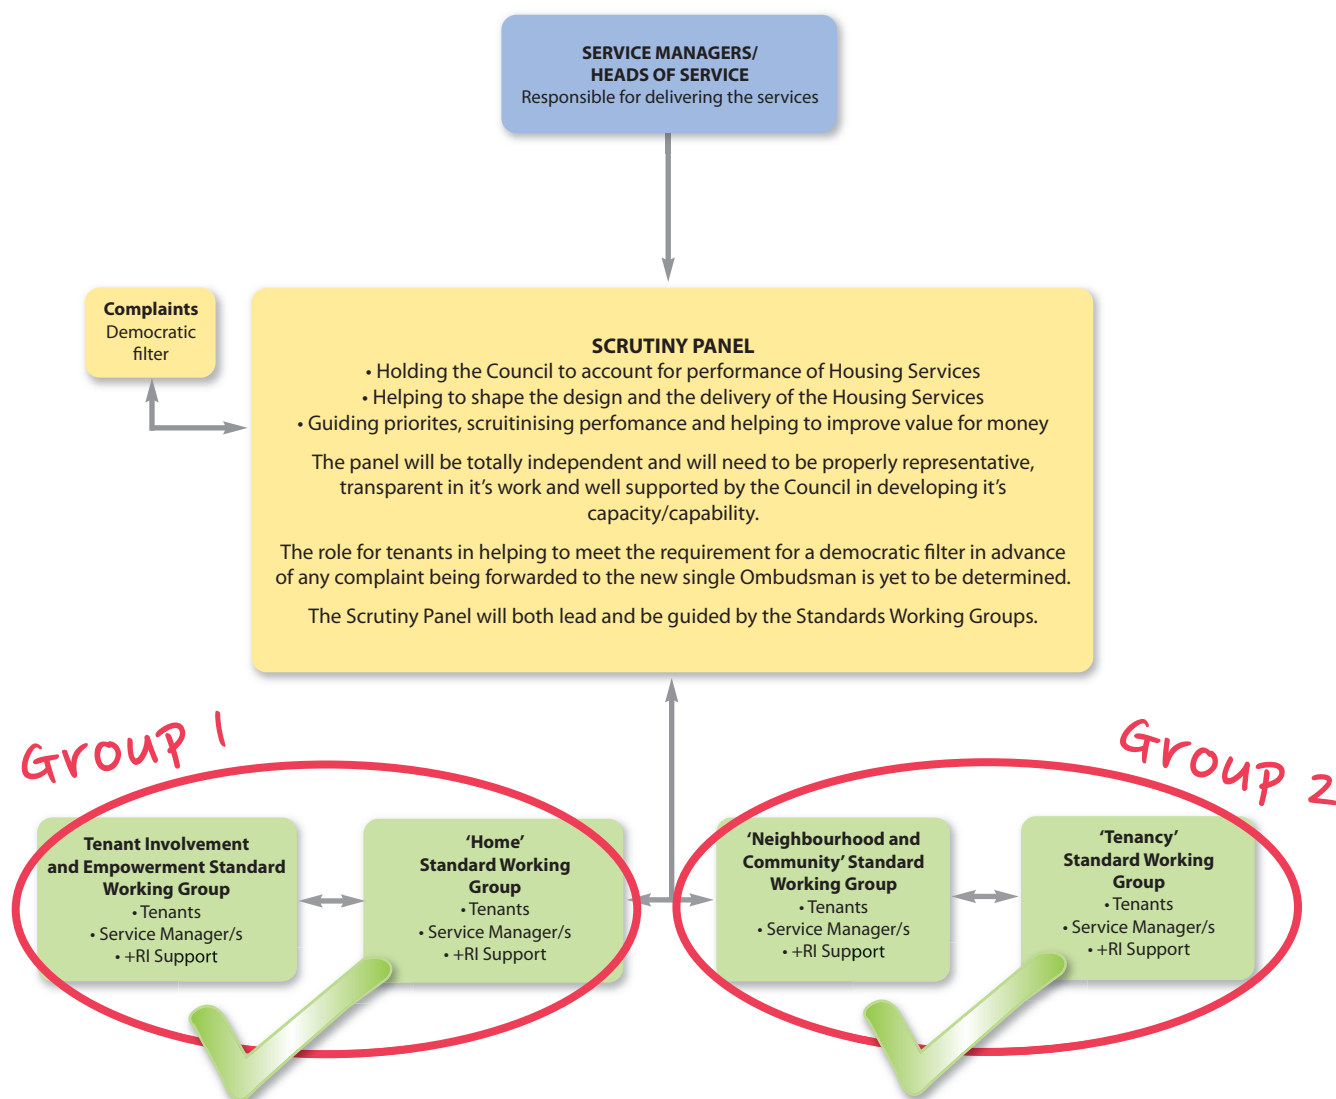 SERVICE MANAGERS/
HEADS OF SERVICE
Responsible for delivering the services
Complaints
Democratic
filter
SCRUTINY PANEL
• Holding the Council to account for performance of Housing Services
• Helping to shape the design and the delivery of the Housing Services
• Guiding priorites, scruitinising perfomance and helping to improve value for money
The panel will be totally independent and will need to be properly representative,
transparent in it's work and well supported by the Council in developing it's
capacity/capability.
The role for tenants in helping to meet the requirement for a democratic filter in advance
of any complaint being forwarded to the new single Ombudsman is yet to be determined.
The Scrutiny Panel will both lead and be guided by the Standards Working Groups.
Group 1
Group 2
Tenant Involvement
and Empowerment Standard
Working Group
• Tenants
• Service Manager/s
• +RI Support
'Home'
Standard Working
Group
• Tenants
• Service Manager/s
• +RI Support
'Neighbourhood and
Community' Standard
Working Group
• Tenants
• Service Manager/s
• +RI Support
'Tenancy'
Standard Working
Group
• Tenants
• Service Manager/s
• +RI Support